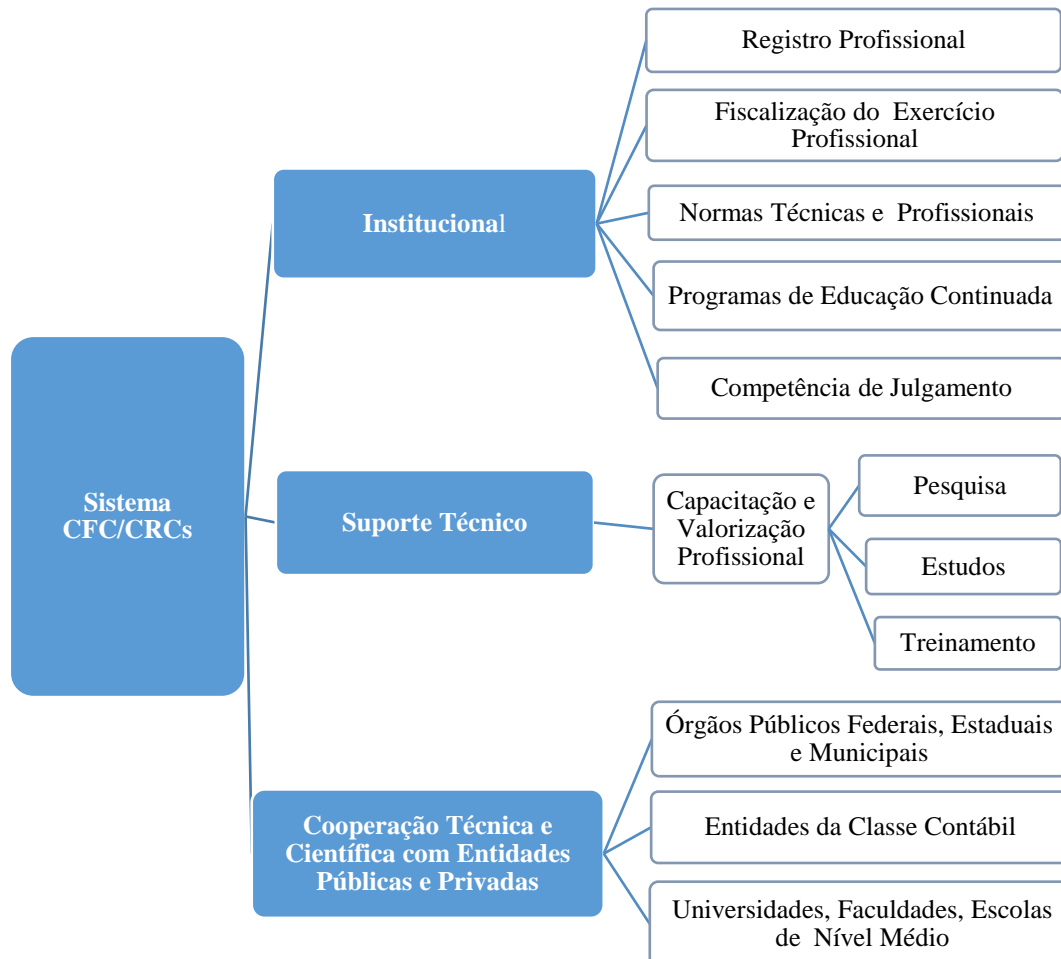 Registro Profissional
Fiscalização do Exercício
Profissional
Institucional
Normas Técnicas e Profissionais
Programas de Educação Continuada
Competência de Julgamento
Sistema
CFC/CRCs
Suporte Técnico
Capacitação e
Valorização
Profissional
Pesquisa
Estudos
Treinamento
Cooperação Técnica e
Científica com Entidades
Públicas e Privadas
Órgãos Públicos Federais, Estaduais
e Municipais
Entidades da Classe Contábil
Universidades, Faculdades, Escolas
de Nível Médio